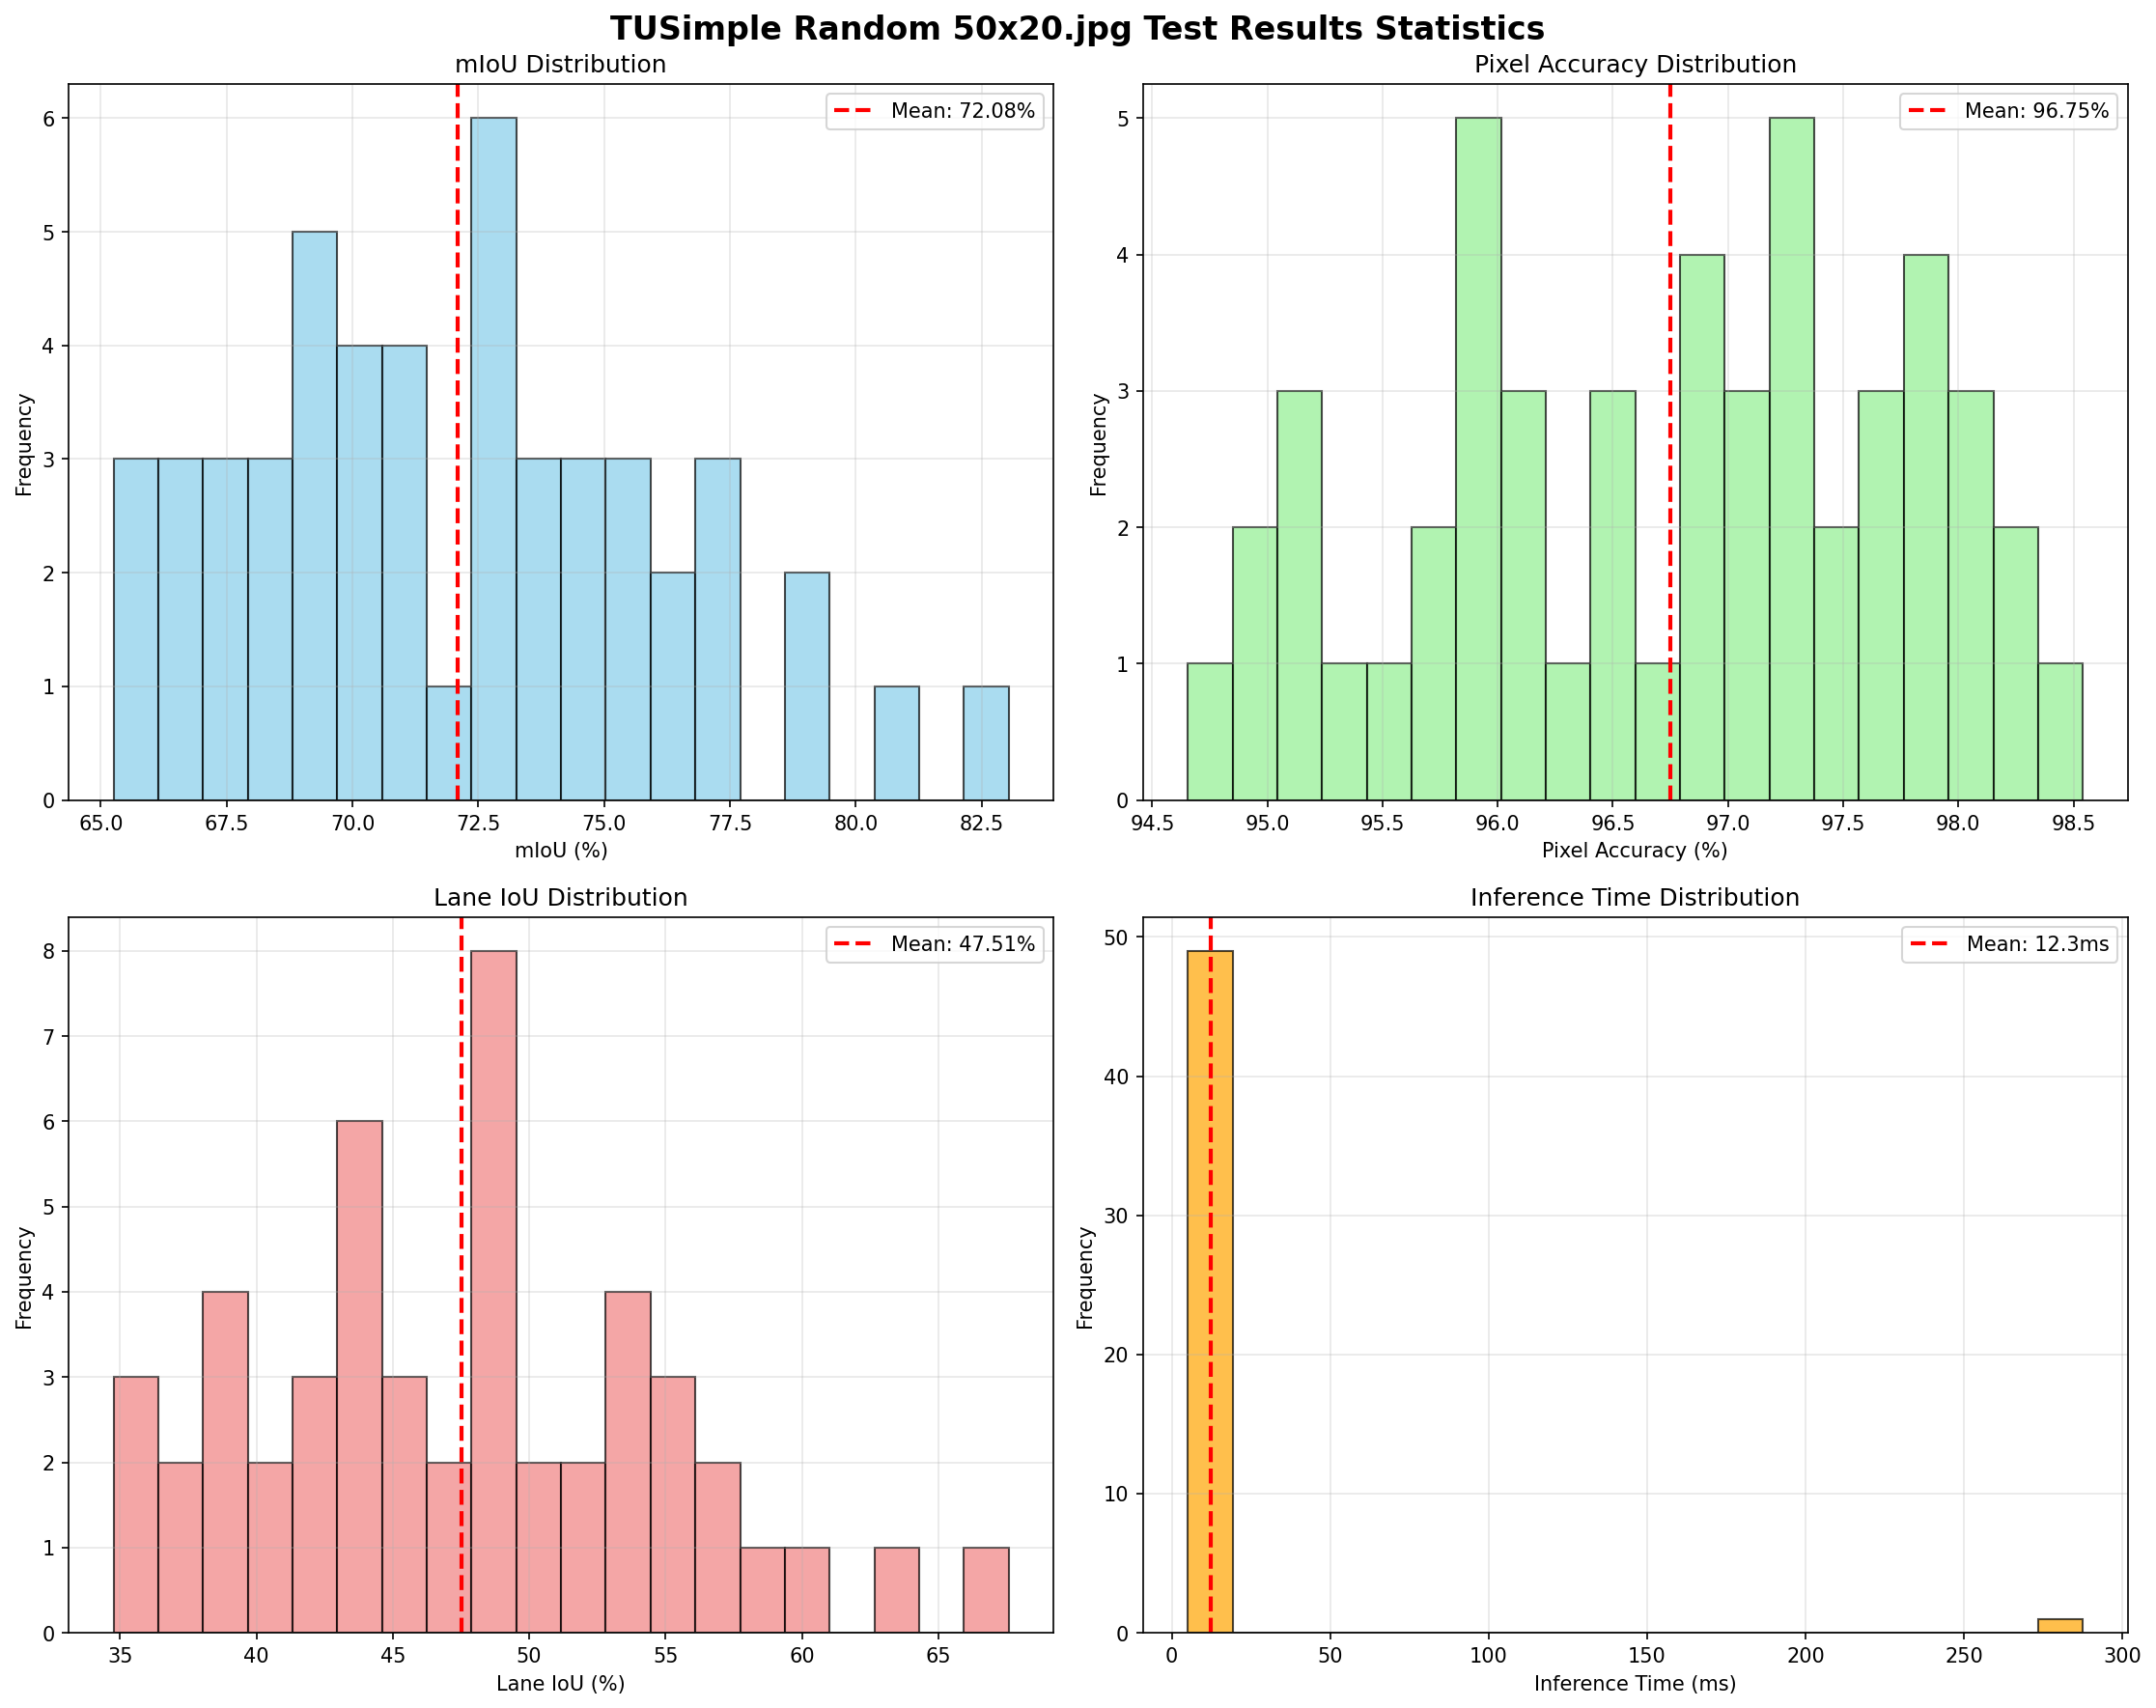 TUSimple Random 50x20.jpg Test Results Statistics
mIoU Distribution
Mean: 72.08%
6
5
4
3
2
1
0
Frequency
65.0 67.5 70.0 72.5 75.0 77.5 80.0 82.5
mIoU (%)
Pixel Accuracy Distribution
Mean: 96.75%
5
4
3
2
1
0
Frequency
94.5 95.0 95.5 96.0 96.5 97.0 97.5 98.0 98.5
Pixel Accuracy (%)
Lane IoU Distribution
Mean: 47.51%
8
7
6
5
4
3
2
1
0
Frequency
35 40 45 50 55 60 65
Lane IoU (%)
Inference Time Distribution
Mean: 12.3ms
50
40
30
20
10
0
Frequency
0 50 100 150 200 250 300
Inference Time (ms)